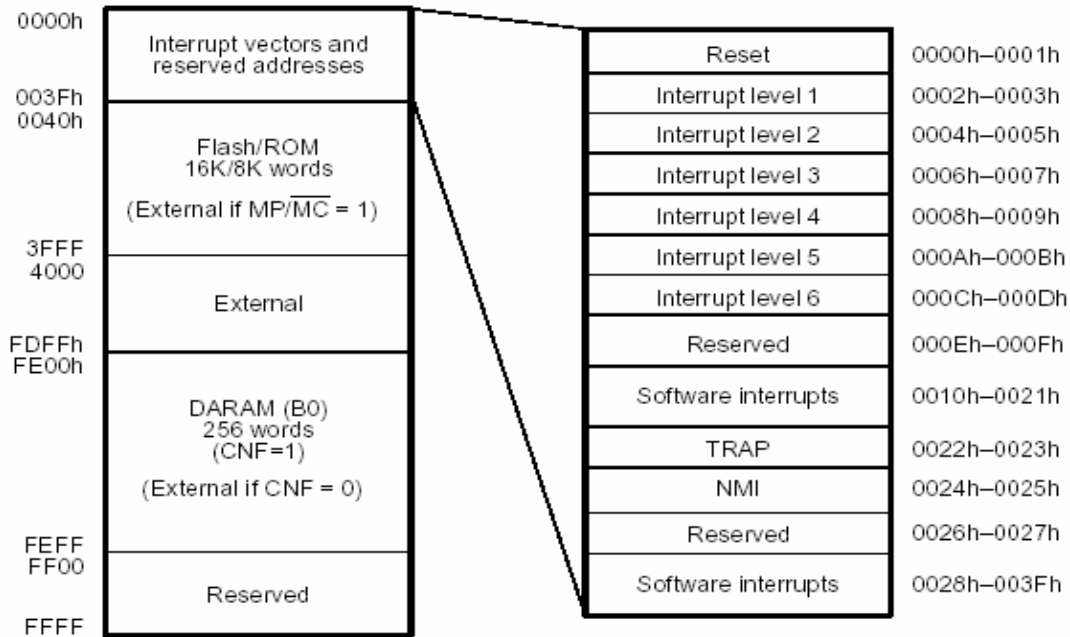 0000h
Interrupt vectors and
reserved addresses
003Fh
0040h
Flash/ROM
16K/8K words
(External if MP/M̅C̅ = 1)
3FFF
4000
External
FDFFh
FE00h
DARAM (B0)
256 words
(CNF=1)
(External if CNF = 0)
FEFF
FF00
Reserved
FFFF
Reset 0000h–0001h
Interrupt level 1 0002h–0003h
Interrupt level 2 0004h–0005h
Interrupt level 3 0006h–0007h
Interrupt level 4 0008h–0009h
Interrupt level 5 000Ah–000Bh
Interrupt level 6 000Ch–000Dh
Reserved 000Eh–000Fh
Software interrupts 0010h–0021h
TRAP 0022h–0023h
NMI 0024h–0025h
Reserved 0026h–0027h
Software interrupts 0028h–003Fh